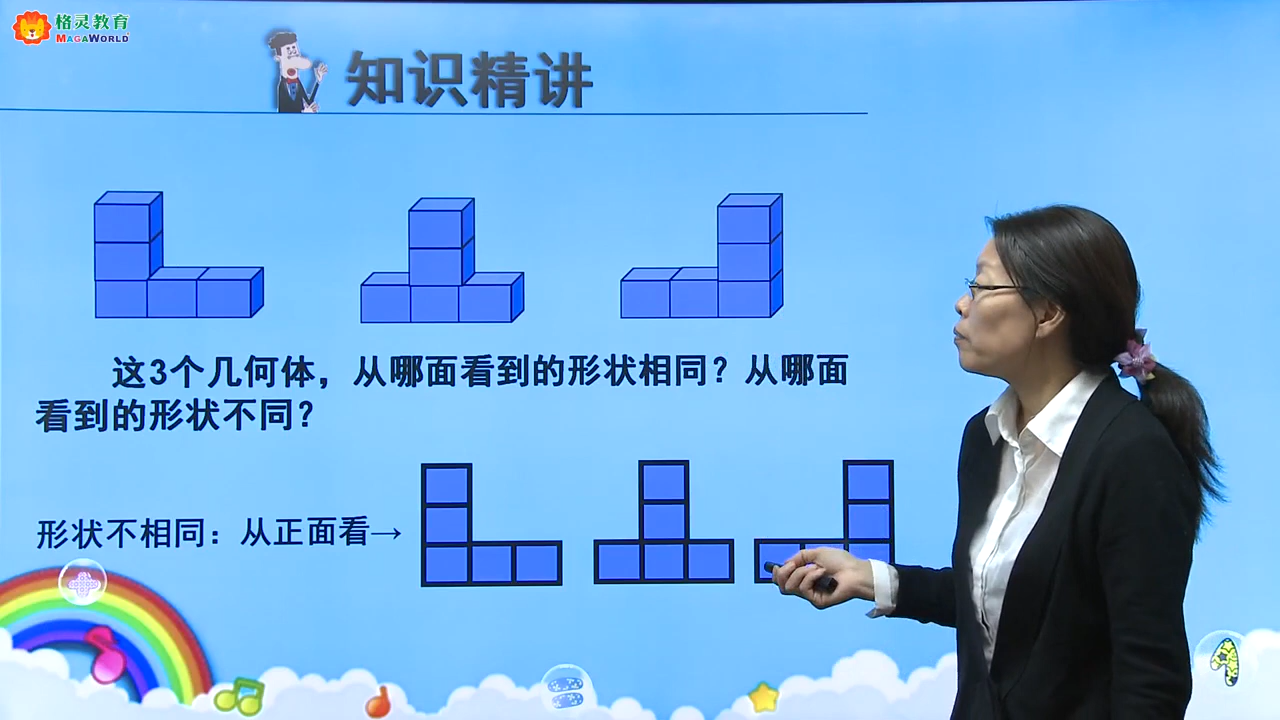 格灵教育
MAGAWORLD
知识精讲
这3个几何体，从哪面看到的形状相同？从哪面
看到的形状不同？
形状不相同：从正面看→